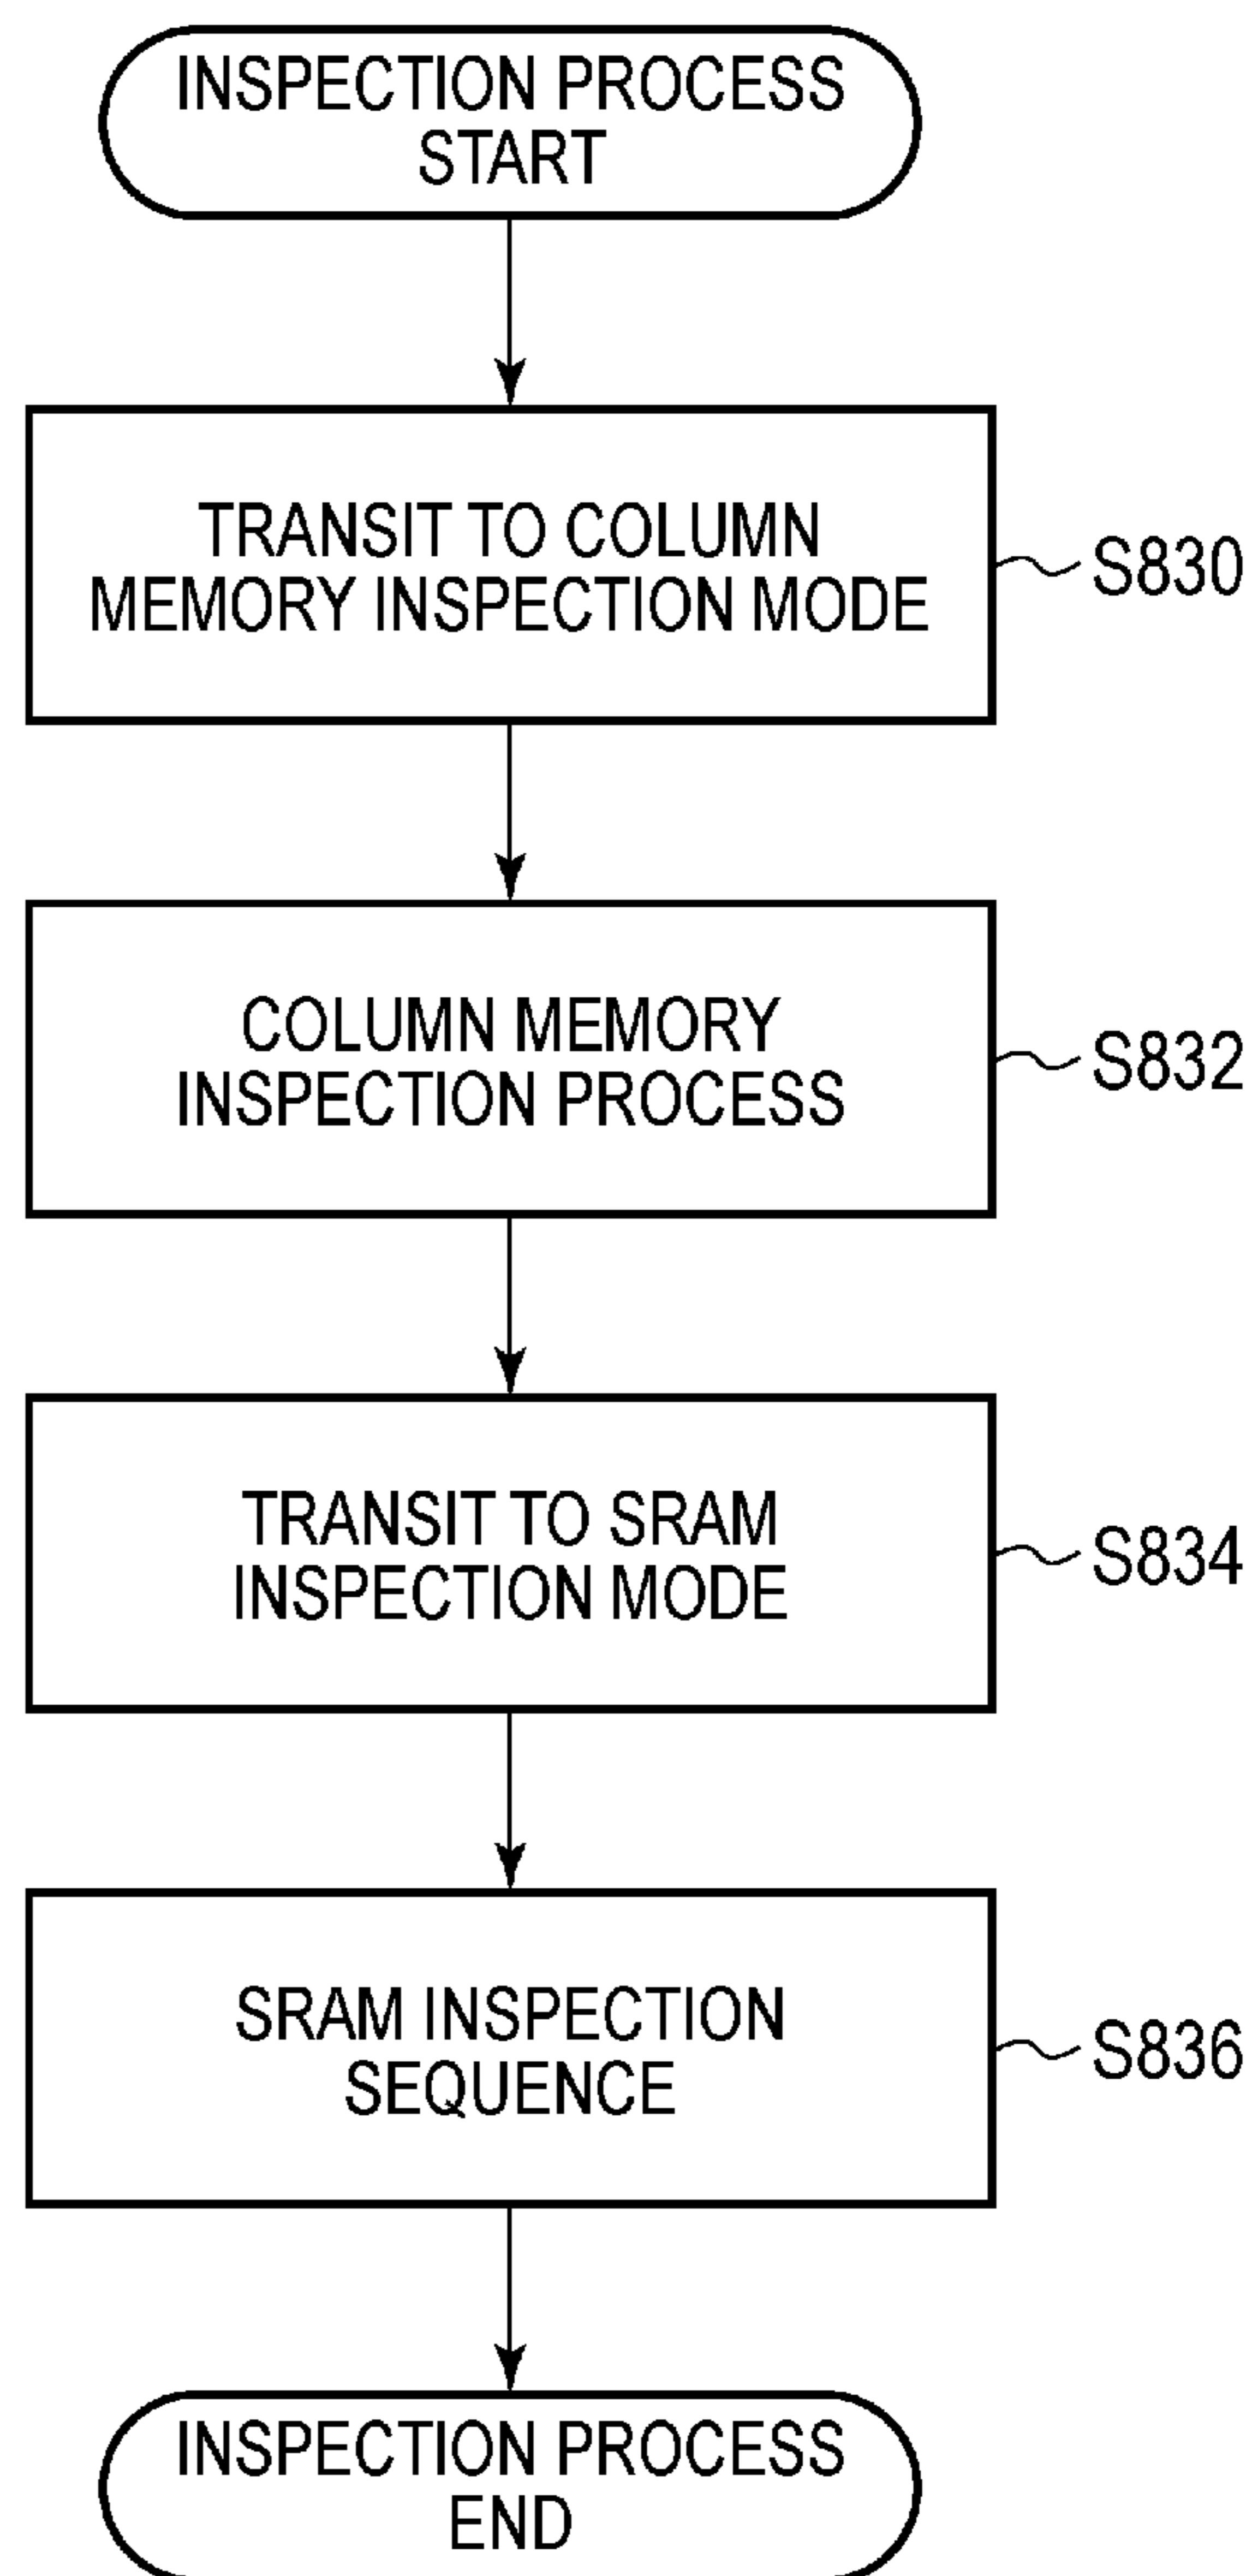 INSPECTION PROCESS
START
TRANSIT TO COLUMN
MEMORY INSPECTION MODE
S830
COLUMN MEMORY
INSPECTION PROCESS
S832
TRANSIT TO SRAM
INSPECTION MODE
S834
SRAM INSPECTION
SEQUENCE
S836
INSPECTION PROCESS
END